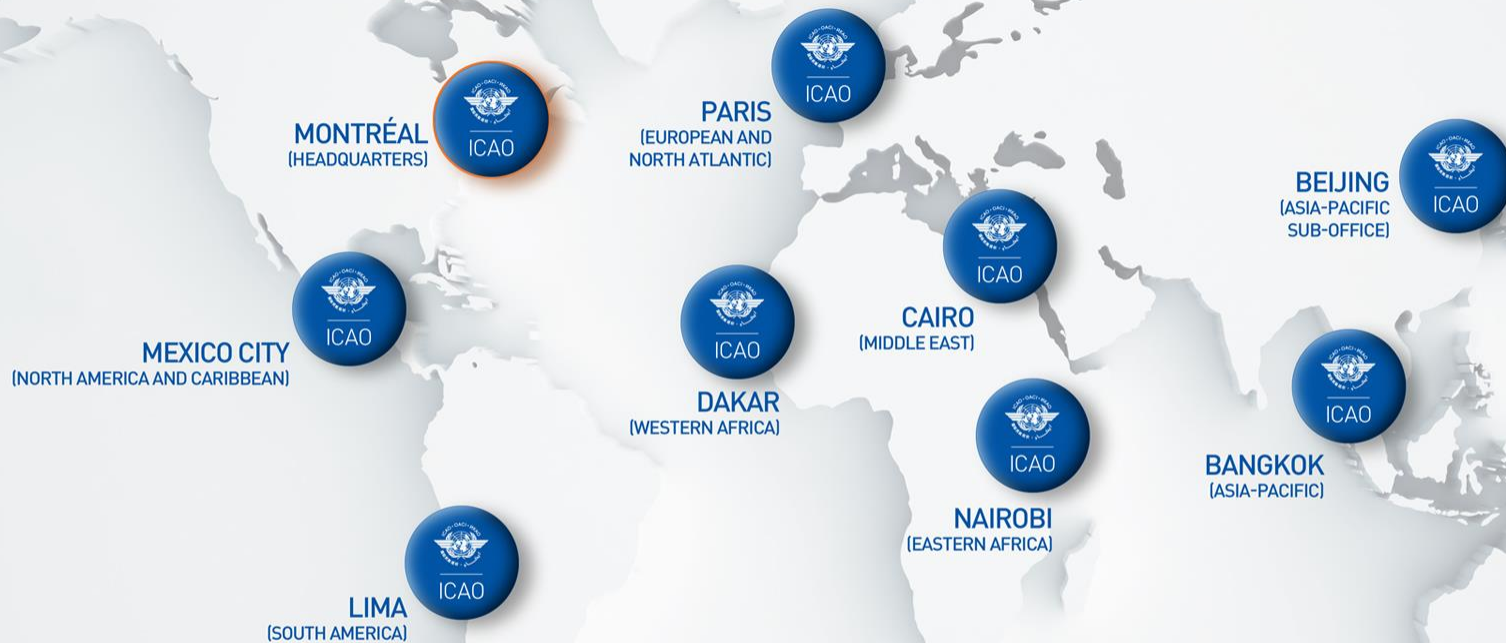 ICAO
PARIS
(EUROPEAN AND
NORTH ATLANTIC)
ICAO
MONTRÉAL
(HEADQUARTERS)
ICAO
BEIJING
(ASIA-PACIFIC
SUB-OFFICE)
ICAO
CAIRO
(MIDDLE EAST)
ICAO
MEXICO CITY
(NORTH AMERICA AND CARIBBEAN)
ICAO
DAKAR
(WESTERN AFRICA)
ICAO
BANGKOK
(ASIA-PACIFIC)
ICAO
NAIROBI
(EASTERN AFRICA)
ICAO
LIMA
(SOUTH AMERICA)